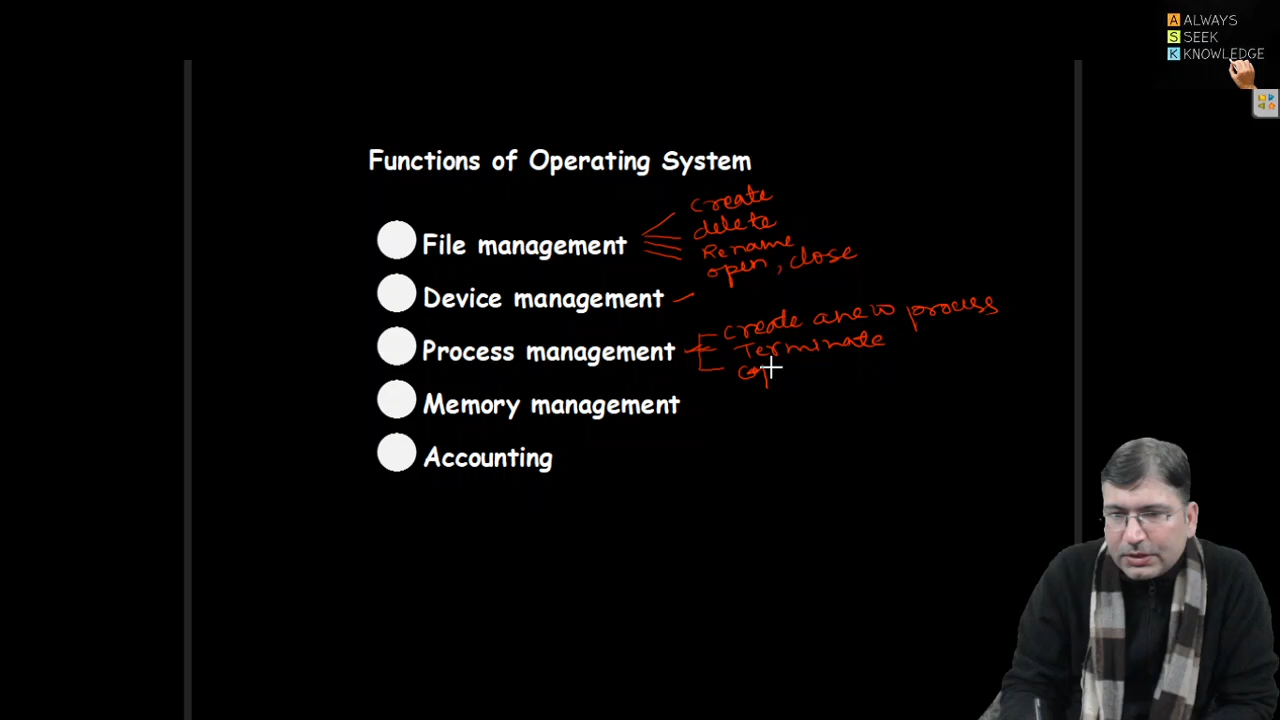 ALWAYS
SEEK
KNOWLEDGE
Functions of Operating System
File management
create
delete
Rename
open, close
Device management
Process management
create a new process
Terminate
Memory management
Accounting